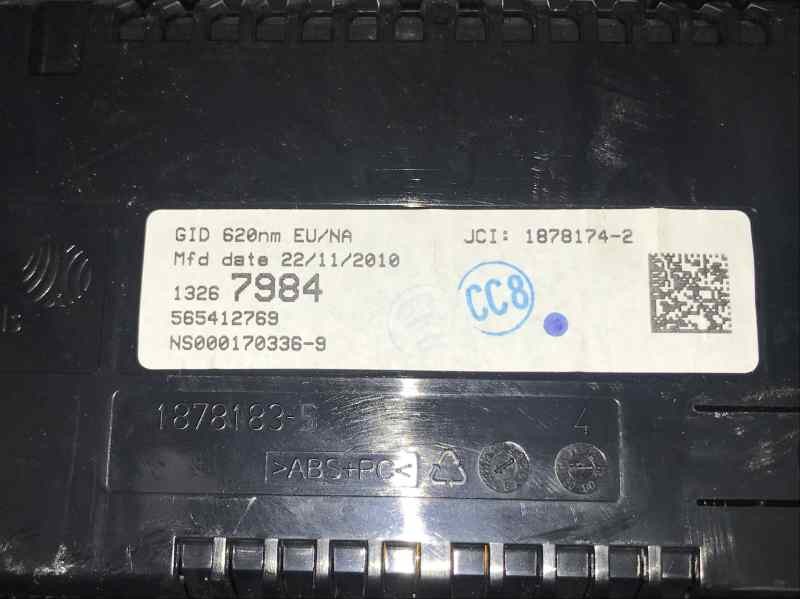 GID 620nm EU/NA JCI: 1878174-2
Mfd date 22/11/2010
1326 7984
565412769
NS000170336-9
CC8
ls
1878183-5 4
>ABS+PC<